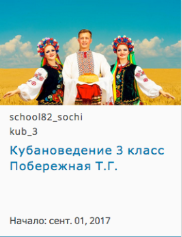 school82_sochi
kub_3
Кубановедение 3 класс
Побережная Т.Г.
Начало: сент. 01, 2017